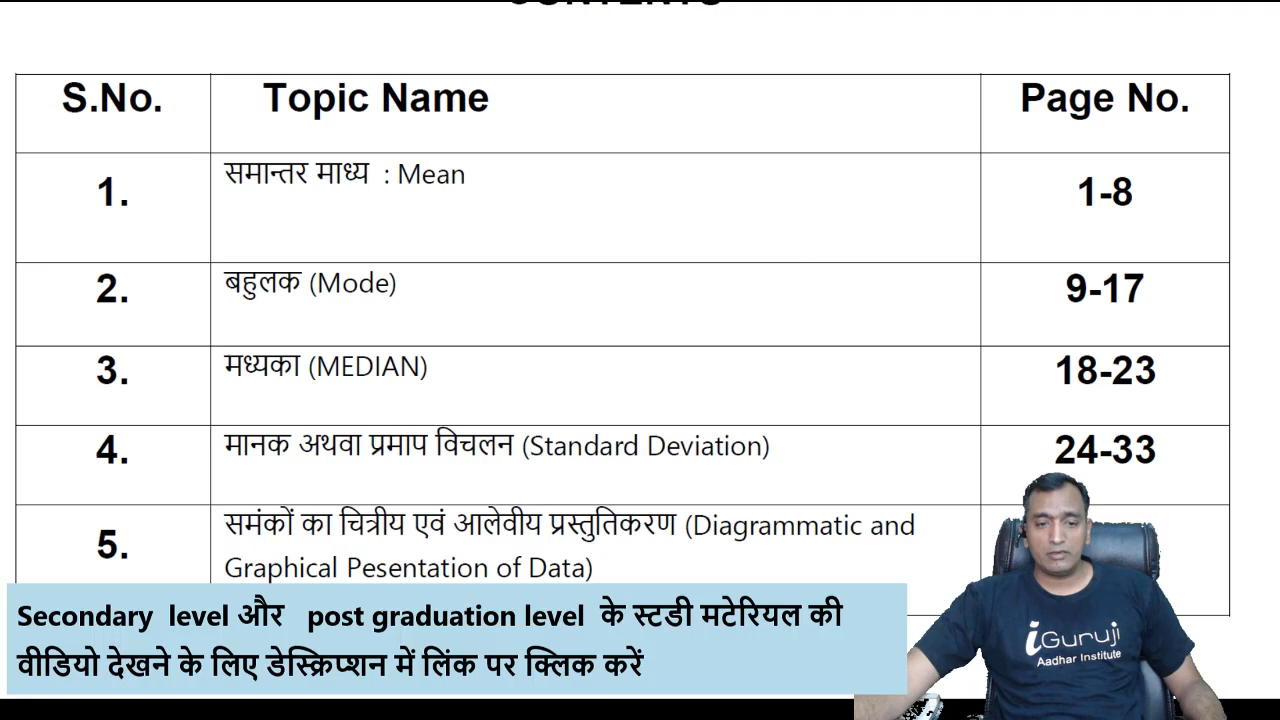 CONTENTS
S.No. Topic Name Page No.
1. समान्तर माध्य : Mean 1-8
2. बहुलक (Mode) 9-17
3. मध्यका (MEDIAN) 18-23
4. मानक अथवा प्रमाप विचलन (Standard Deviation) 24-33
5. समंकों का चित्रीय एवं आलेवीय प्रस्तुतिकरण (Diagrammatic and
Graphical Pesentation of Data)
Secondary level और post graduation level के स्टडी मटेरियल की
वीडियो देखने के लिए डेस्क्रिप्शन में लिंक पर क्लिक करें
iGuruji
Aadhar Institute